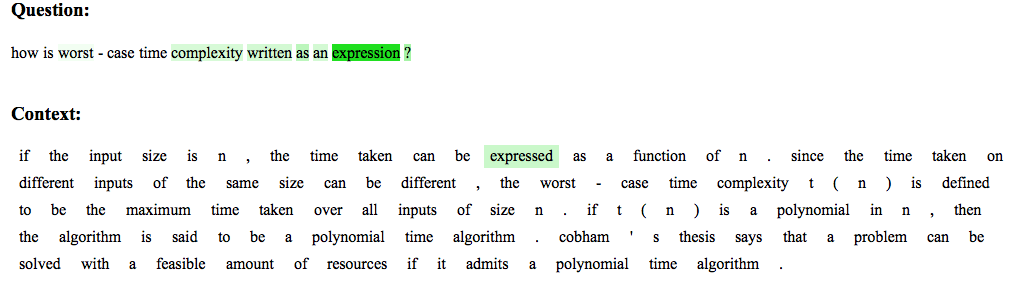 Question:
how is worst - case time complexity written as an expression ?
Context:
if the input size is n , the time taken can be expressed as a function of n . since the time taken on
different inputs of the same size can be different , the worst - case time complexity t ( n ) is defined
to be the maximum time taken over all inputs of size n . if t ( n ) is a polynomial in n , then
the algorithm is said to be a polynomial time algorithm . cobham ' s thesis says that a problem can be
solved with a feasible amount of resources if it admits a polynomial time algorithm .